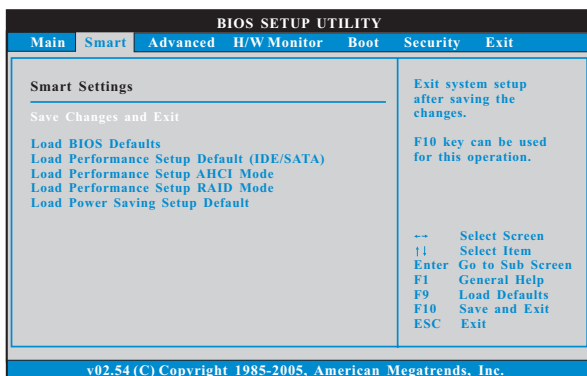 BIOS SETUP UTILITY
Main Smart Advanced H/W Monitor Boot Security Exit
Smart Settings
Save Changes and Exit
Load BIOS Defaults
Load Performance Setup Default (IDE/SATA)
Load Performance Setup AHCI Mode
Load Performance Setup RAID Mode
Load Power Saving Setup Default
Exit system setup
after saving the
changes.
F10 key can be used
for this operation.
←→ Select Screen
↑↓ Select Item
Enter Go to Sub Screen
F1 General Help
F9 Load Defaults
F10 Save and Exit
ESC Exit
v02.54 (C) Copyright 1985-2005, American Megatrends, Inc.